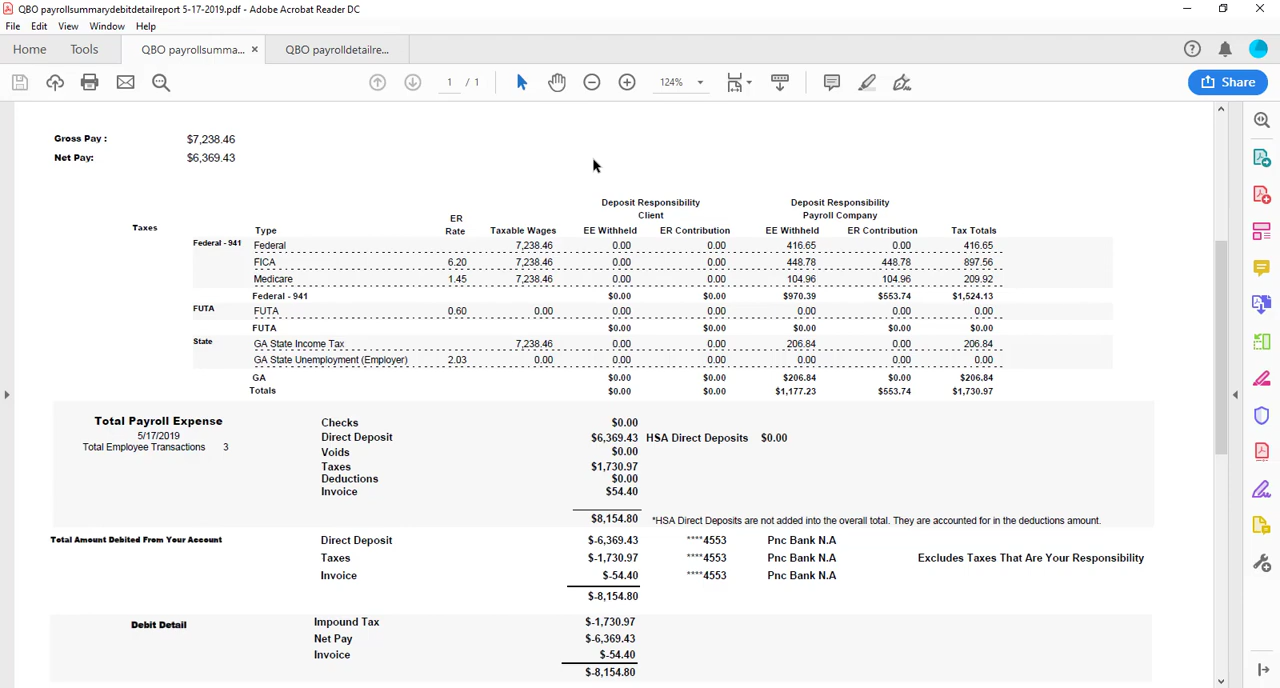 QBO payrollsummarydebitdetailreport 5-17-2019.pdf - Adobe Acrobat Reader DC
File Edit View Window Help
Home Tools QBO payrollsumma... × QBO payrolldetailre...
1 / 1 124% Share
Gross Pay : $7,238.46
Net Pay: $6,369.43
Deposit Responsibility Deposit Responsibility
ER Client Payroll Company
Taxes Type Rate Taxable Wages EE Withheld ER Contribution EE Withheld ER Contribution Tax Totals
Federal - 941 Federal 7,238.46 0.00 0.00 416.65 0.00 416.65
FICA 6.20 7,238.46 0.00 0.00 448.78 448.78 897.56
Medicare 1.45 7,238.46 0.00 0.00 104.96 104.96 209.92
Federal - 941 $0.00 $0.00 $970.39 $553.74 $1,524.13
FUTA FUTA 0.60 0.00 0.00 0.00 0.00 0.00 0.00
FUTA $0.00 $0.00 $0.00 $0.00 $0.00
State GA State Income Tax 7,238.46 0.00 0.00 206.84 0.00 206.84
GA State Unemployment (Employer) 2.03 0.00 0.00 0.00 0.00 0.00 0.00
GA $0.00 $0.00 $206.84 $0.00 $206.84
Totals $0.00 $0.00 $1,177.23 $553.74 $1,730.97
Total Payroll Expense Checks $0.00
5/17/2019 Direct Deposit $6,369.43 HSA Direct Deposits $0.00
Total Employee Transactions 3 Voids $0.00
Taxes $1,730.97
Deductions $0.00
Invoice $54.40
$8,154.80 *HSA Direct Deposits are not added into the overall total. They are accounted for in the deductions amount.
Total Amount Debited From Your Account Direct Deposit $-6,369.43 ****4553 Pnc Bank N.A
Taxes $-1,730.97 ****4553 Pnc Bank N.A Excludes Taxes That Are Your Responsibility
Invoice $-54.40 ****4553 Pnc Bank N.A
$-8,154.80
Debit Detail Impound Tax $-1,730.97
Net Pay $-6,369.43
Invoice $-54.40
$-8,154.80